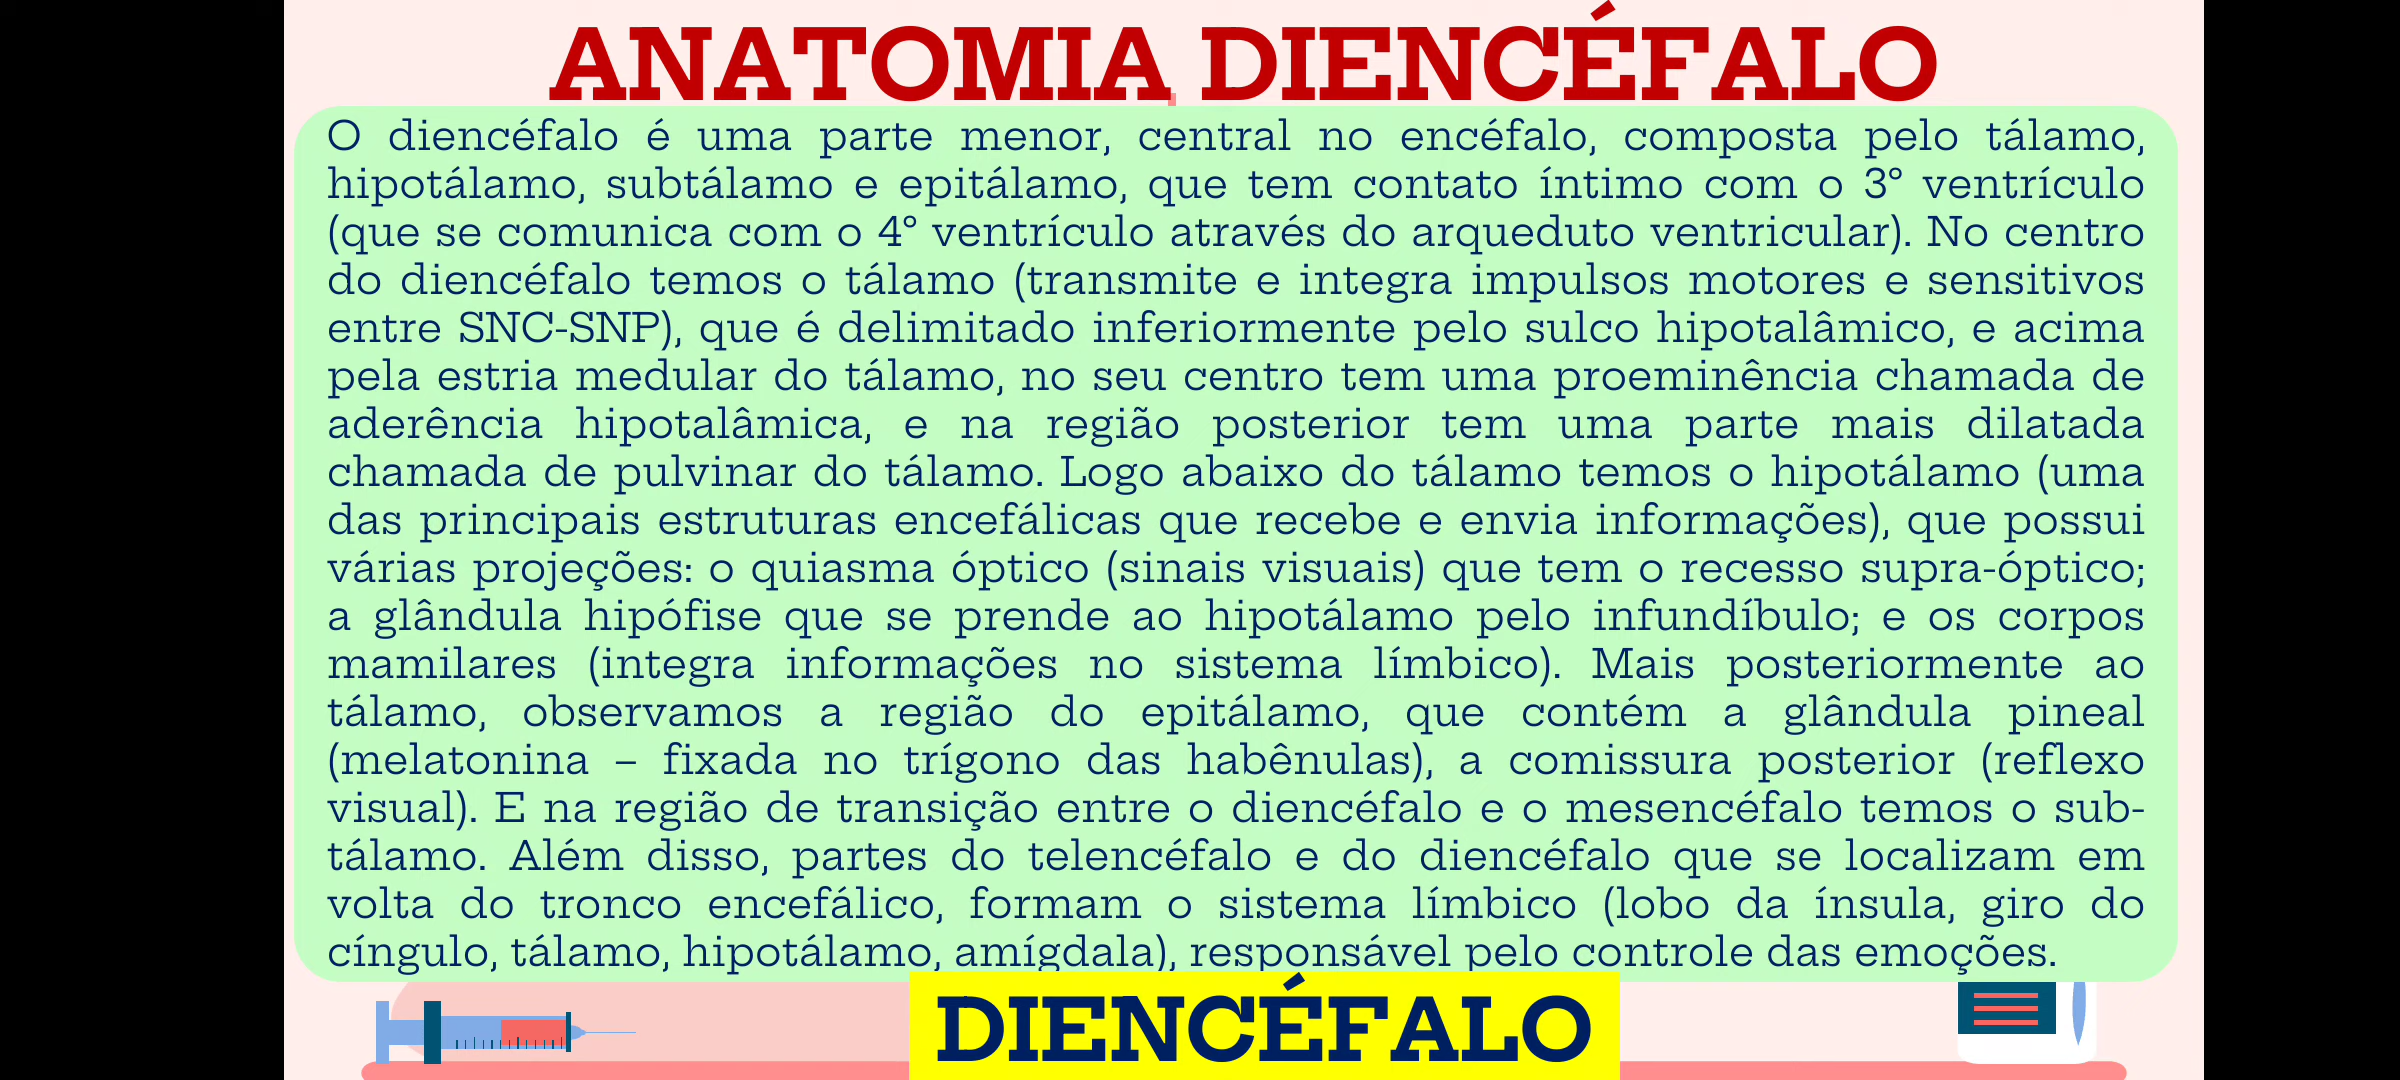 ANATOMIA DIENCÉFALO
O diencéfalo é uma parte menor, central no encéfalo, composta pelo tálamo,
hipotálamo, subtálamo e epitálamo, que tem contato íntimo com o 3º ventrículo
(que se comunica com o 4º ventrículo através do arqueduto ventricular). No centro
do diencéfalo temos o tálamo (transmite e integra impulsos motores e sensitivos
entre SNC-SNP), que é delimitado inferiormente pelo sulco hipotalâmico, e acima
pela estria medular do tálamo, no seu centro tem uma proeminência chamada de
aderência hipotalâmica, e na região posterior tem uma parte mais dilatada
chamada de pulvinar do tálamo. Logo abaixo do tálamo temos o hipotálamo (uma
das principais estruturas encefálicas que recebe e envia informações), que possui
várias projeções: o quiasma óptico (sinais visuais) que tem o recesso supra-óptico;
a glândula hipófise que se prende ao hipotálamo pelo infundíbulo; e os corpos
mamilares (integra informações no sistema límbico). Mais posteriormente ao
tálamo, observamos a região do epitálamo, que contém a glândula pineal
(melatonina – fixada no trígono das habênulas), a comissura posterior (reflexo
visual). E na região de transição entre o diencéfalo e o mesencéfalo temos o sub-
tálamo. Além disso, partes do telencéfalo e do diencéfalo que se localizam em
volta do tronco encefálico, formam o sistema límbico (lobo da ínsula, giro do
cíngulo, tálamo, hipotálamo, amígdala), responsável pelo controle das emoções.
DIENCÉFALO